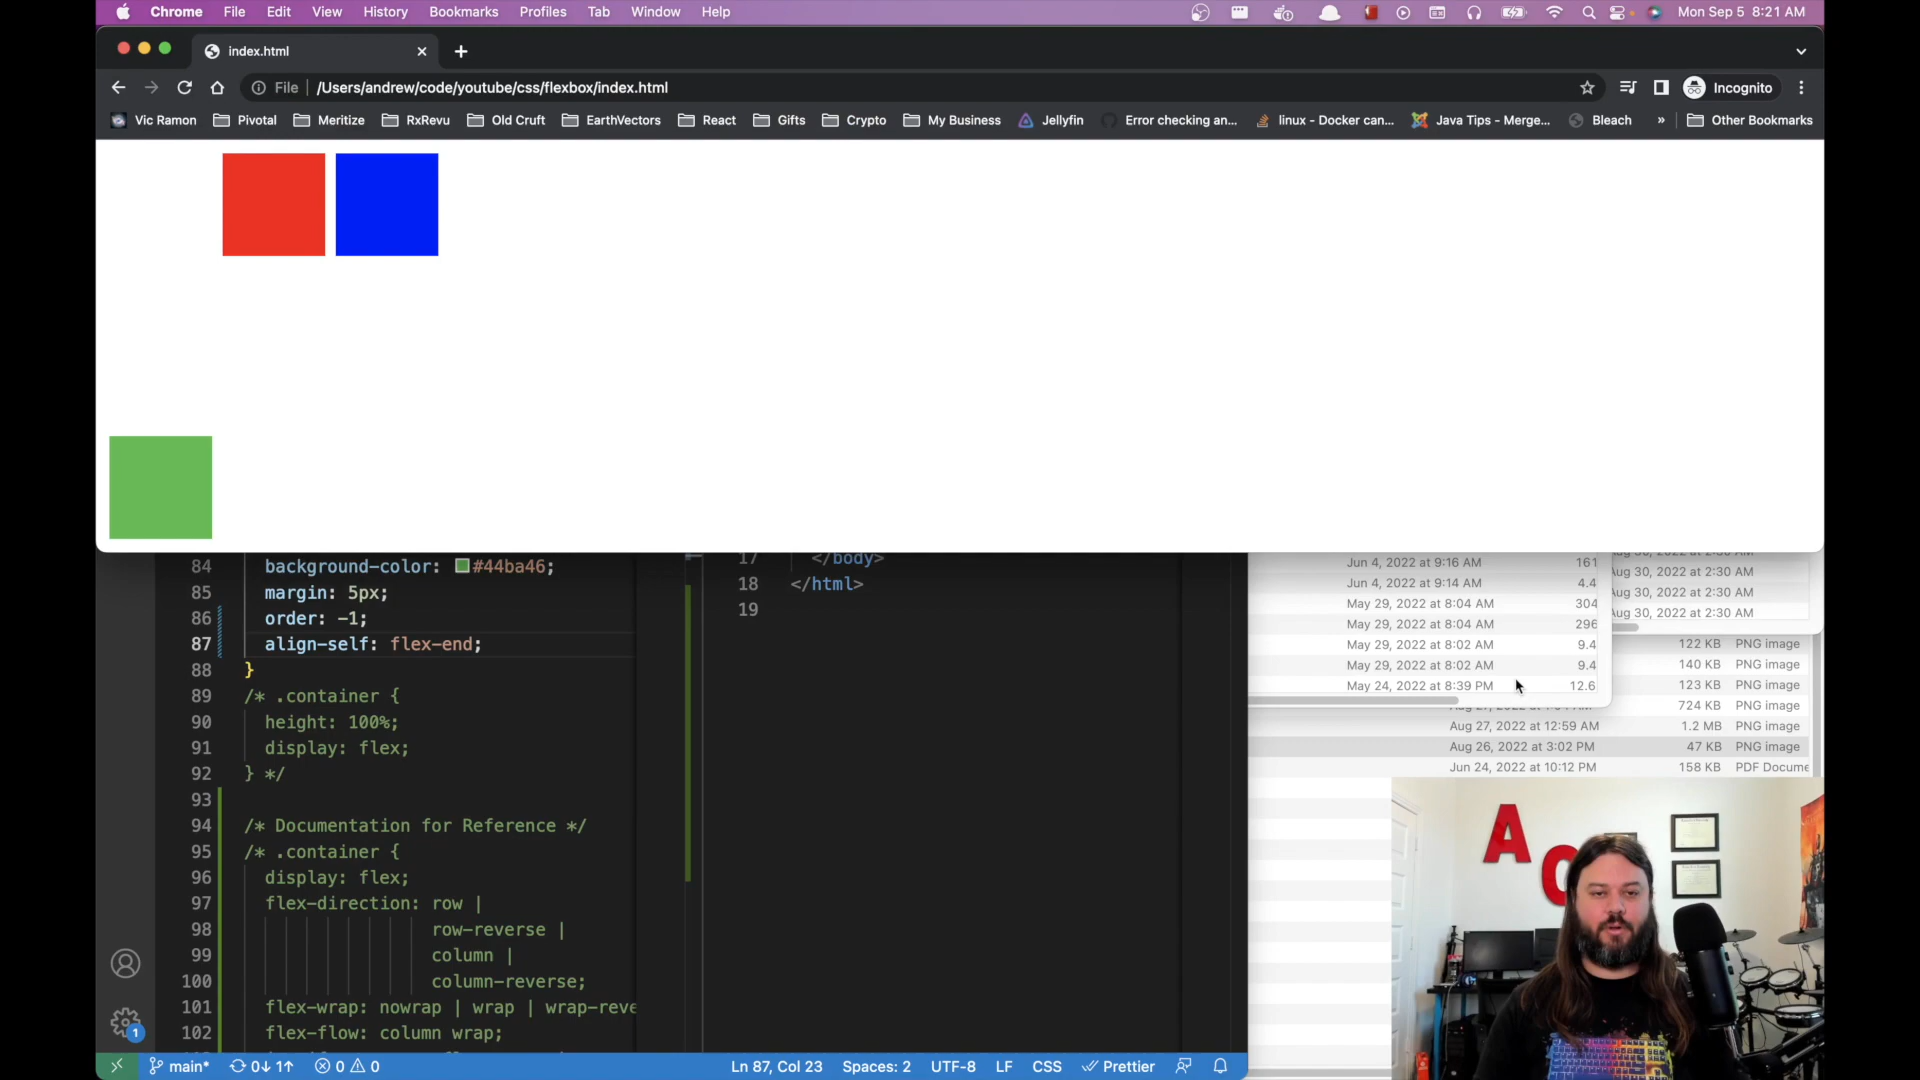 Chrome File Edit View History Bookmarks Profiles Tab Window Help Mon Sep 5 8:21 AM
index.html
File /Users/andrew/code/youtube/css/flexbox/index.html Incognito
Vic Ramon Pivotal Meritize RxRevu Old Cruft EarthVectors React Gifts Crypto My Business Jellyfin Error checking an... linux - Docker can... Java Tips - Merge... Bleach » Other Bookmarks
84 background-color: #44ba46;
85 margin: 5px;
86 order: -1;
87 align-self: flex-end;
88 }
89 /* .container {
90 height: 100%;
91 display: flex;
92 } */
93
94 /* Documentation for Reference */
95 /* .container {
96 display: flex;
97 flex-direction: row |
98 row-reverse |
99 column |
100 column-reverse;
101 flex-wrap: nowrap | wrap | wrap-reve
102 flex-flow: column wrap;
17 </body>
18 </html>
19
Jun 4, 2022 at 9:16 AM 161
Jun 4, 2022 at 9:14 AM 4.4
May 29, 2022 at 8:04 AM 304
May 29, 2022 at 8:04 AM 296
May 29, 2022 at 8:02 AM 9.4
May 29, 2022 at 8:02 AM 9.4
May 24, 2022 at 8:39 PM 12.6
Aug 30, 2022 at 2:30 AM
Aug 30, 2022 at 2:30 AM
Aug 30, 2022 at 2:30 AM
122 KB PNG image
140 KB PNG image
123 KB PNG image
724 KB PNG image
Aug 27, 2022 at 12:59 AM 1.2 MB PNG image
Aug 26, 2022 at 3:02 PM 47 KB PNG image
Jun 24, 2022 at 10:12 PM 158 KB PDF Docume
A
1
main* 0↓ 1↑ 0 0 Ln 87, Col 23 Spaces: 2 UTF-8 LF CSS Prettier